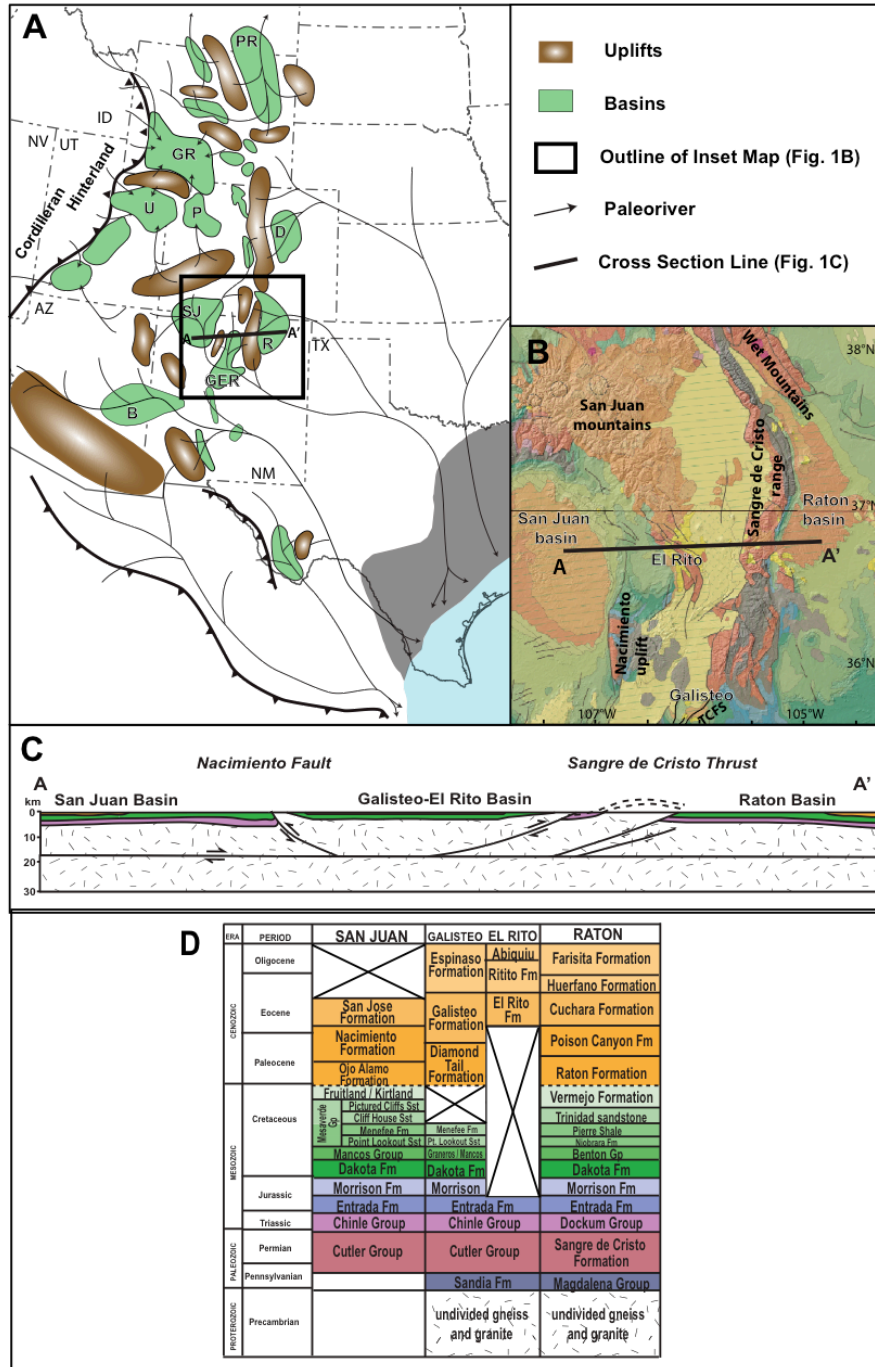 A
PR
ID
NV
UT
GR
Cordilleran
Hinterland
U
P
D
AZ
SJ
A
A'
R
TX
GER
B
NM
Uplifts
Basins
Outline of Inset Map (Fig. 1B)
Paleoriver
Cross Section Line (Fig. 1C)
B
38°N
Wet Mountains
San Juan
mountains
Sangre de Cristo
range
Raton
basin
37°N
San Juan
basin
A
El Rito
A'
Nacimiento
uplift
36°N
Galisteo
TCFS
107°W
105°W
C
Nacimiento Fault
Sangre de Cristo Thrust
A
A'
km
San Juan Basin
Galisteo-El Rito Basin
Raton Basin
0
10
20
30
D
ERA
PERIOD
SAN JUAN
GALISTEO
EL RITO
RATON
CENOZOIC
Oligocene
Espinaso
Formation
Abiquiu
Ritito Fm
Farisita Formation
Huerfano Formation
Eocene
San Jose
Formation
Galisteo
Formation
El Rito
Fm
Cuchara Formation
Paleocene
Nacimiento
Formation
Ojo Alamo
Formation
Diamond
Tail
Formation
Poison Canyon Fm
Raton Formation
MESOZOIC
Cretaceous
Fruitland / Kirtland
Mesaverde
Gp
Pictured Cliffs Sst
Cliff House Sst
Menefee Fm
Point Lookout Sst
Mancos Group
Dakota Fm
Menefee Fm
Pt. Lookout Sst
Graneros / Mancos
Dakota Fm
Vermejo Formation
Trinidad sandstone
Pierre Shale
Niobrara Fm
Benton Gp
Dakota Fm
Jurassic
Morrison Fm
Morrison
Morrison Fm
Entrada Fm
Entrada Fm
Entrada Fm
Triassic
Chinle Group
Chinle Group
Dockum Group
PALEOZOIC
Permian
Cutler Group
Cutler Group
Sangre de Cristo
Formation
Pennsylvanian
Sandia Fm
Magdalena Group
PROTEROZOIC
Precambrian
undivided gneiss
and granite
undivided gneiss
and granite